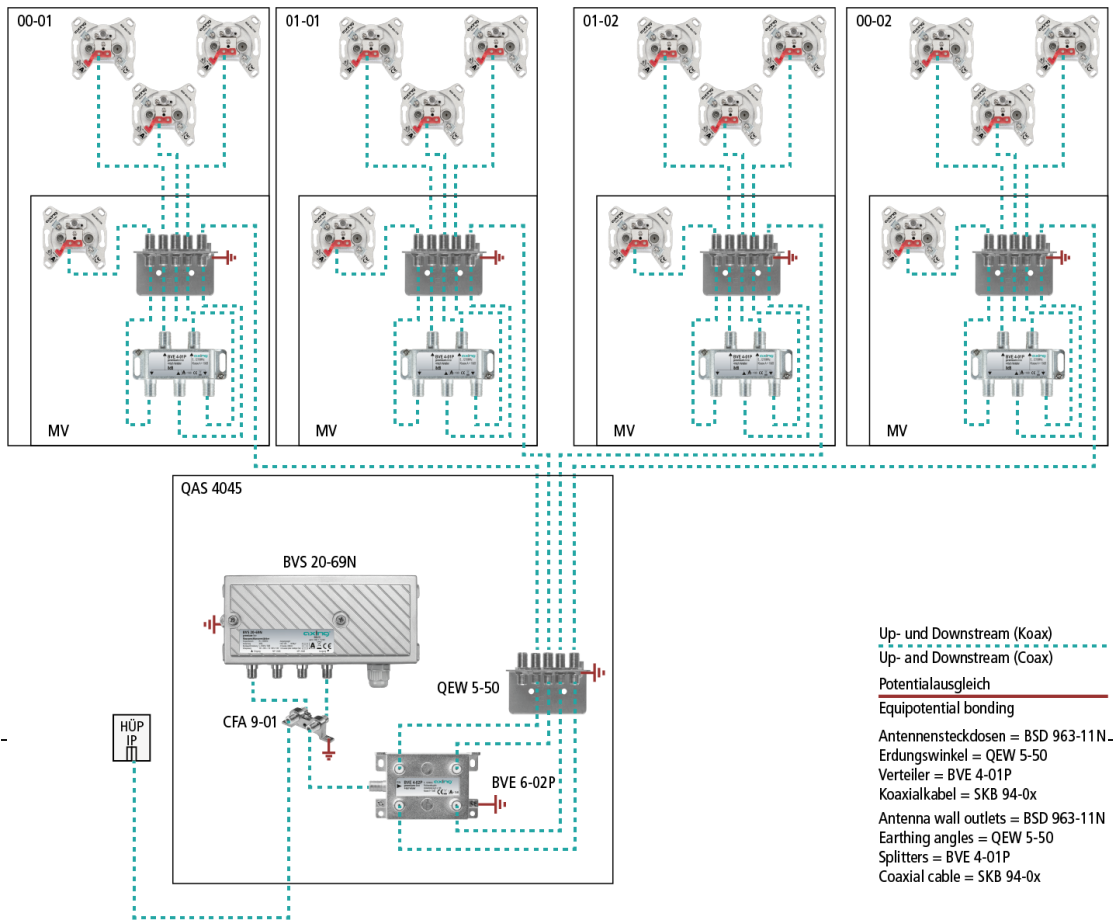 00-01
01-01
01-02
00-02
MV
MV
MV
MV
QAS 4045
BVS 20-69N
QEW 5-50
CFA 9-01
HÜP
IP
BVE 6-02P
Up- und Downstream (Koax)
Up- and Downstream (Coax)
Potentialausgleich
Equipotential bonding
Antennensteckdosen = BSD 963-11N
Erdungswinkel = QEW 5-50
Verteiler = BVE 4-01P
Koaxialkabel = SKB 94-0x
Antenna wall outlets = BSD 963-11N
Earthing angles = QEW 5-50
Splitters = BVE 4-01P
Coaxial cable = SKB 94-0x